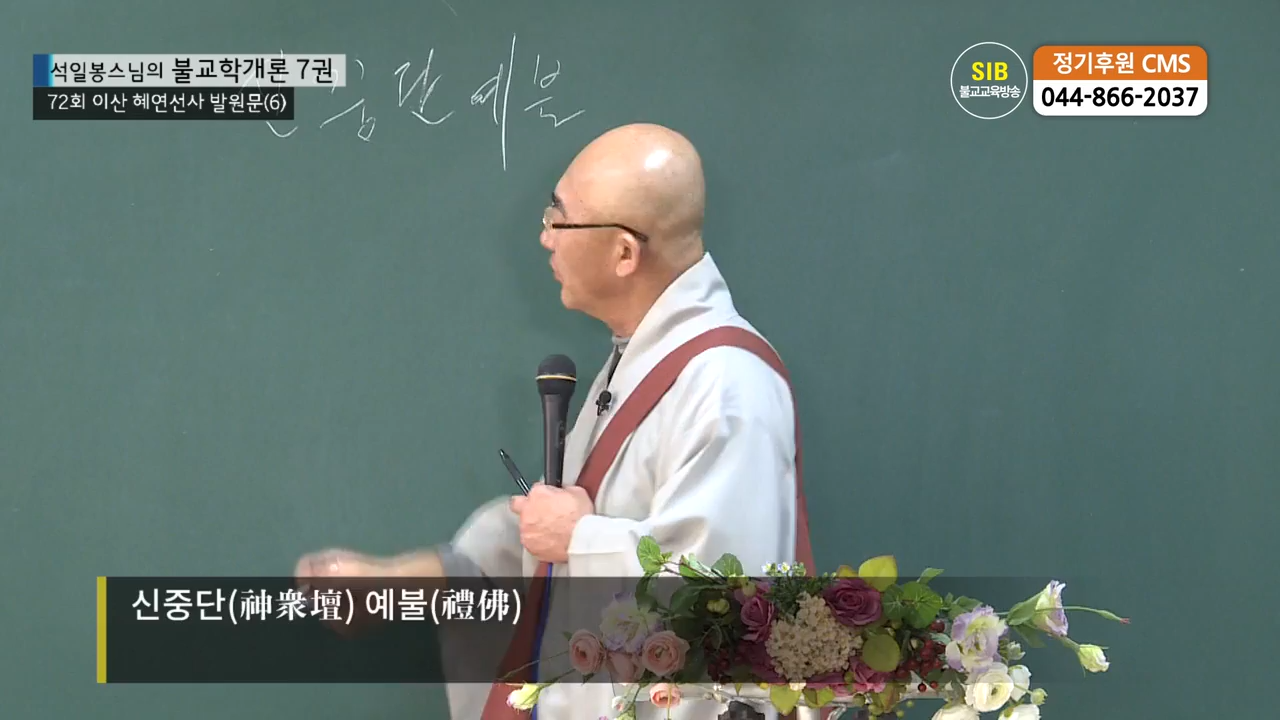 석일봉스님의 불교학개론 7권
72회 이산 혜연선사 발원문(6)
중단예불
SIB
불교교육방송
정기후원 CMS
044-866-2037
신중단(神衆壇) 예불(禮佛)